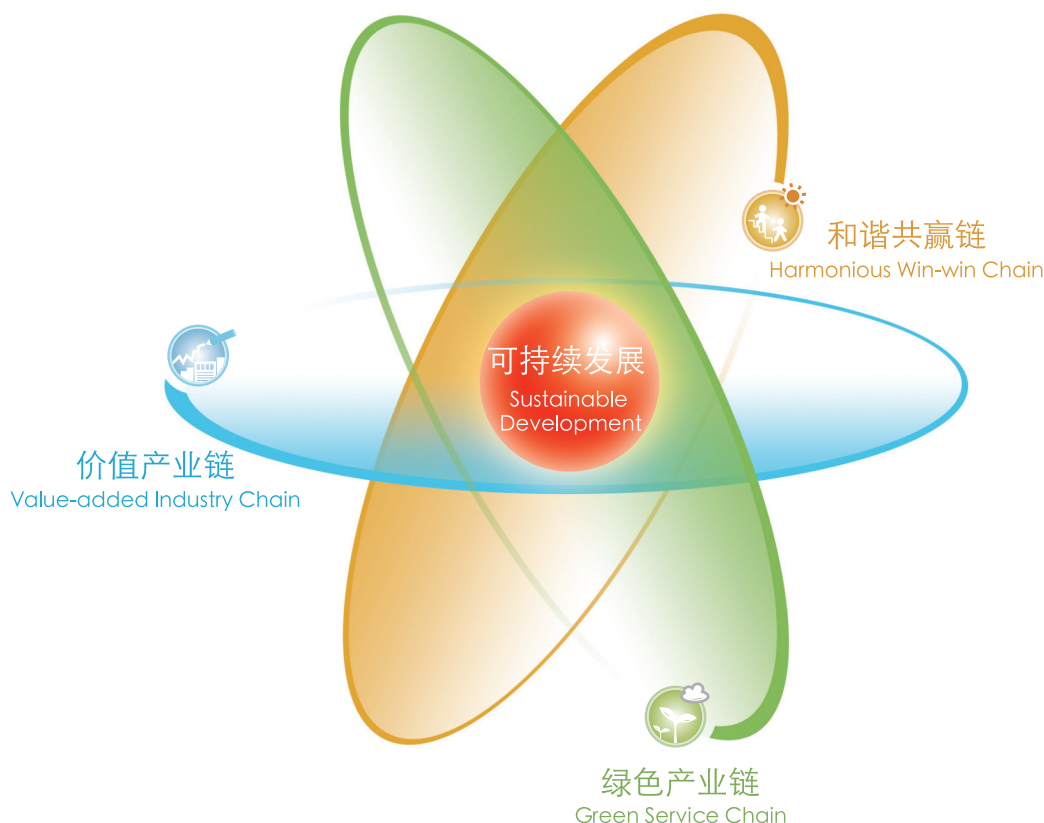 和谐共赢链
Harmonious Win-win Chain
可持续发展
Sustainable
Development
价值产业链
Value-added Industry Chain
绿色产业链
Green Service Chain